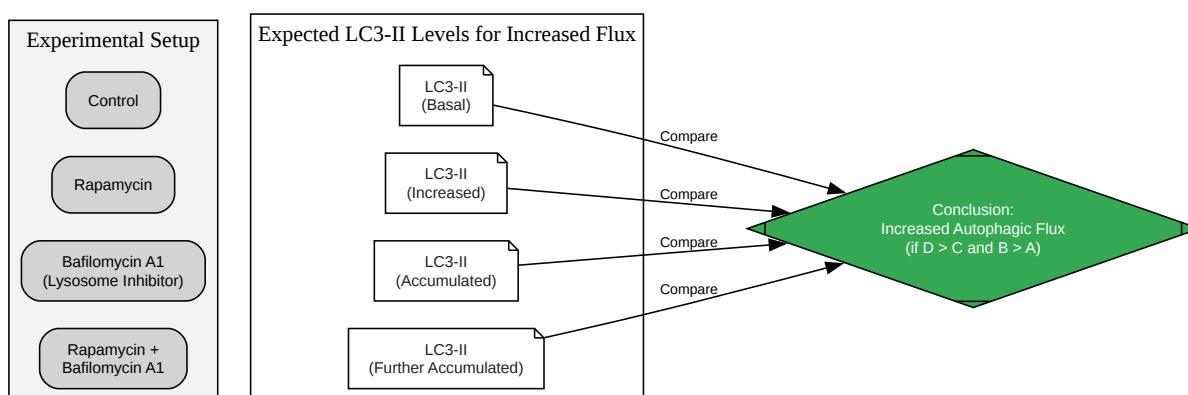 Experimental Setup
Control
Rapamycin
Bafilomycin A1
(Lysosome Inhibitor)
Rapamycin +
Bafilomycin A1
Expected LC3-II Levels for Increased Flux
LC3-II
(Basal)
LC3-II
(Increased)
LC3-II
(Accumulated)
LC3-II
(Further Accumulated)
Compare
Compare
Compare
Compare
Conclusion:
Increased Autophagic Flux
(if D > C and B > A)